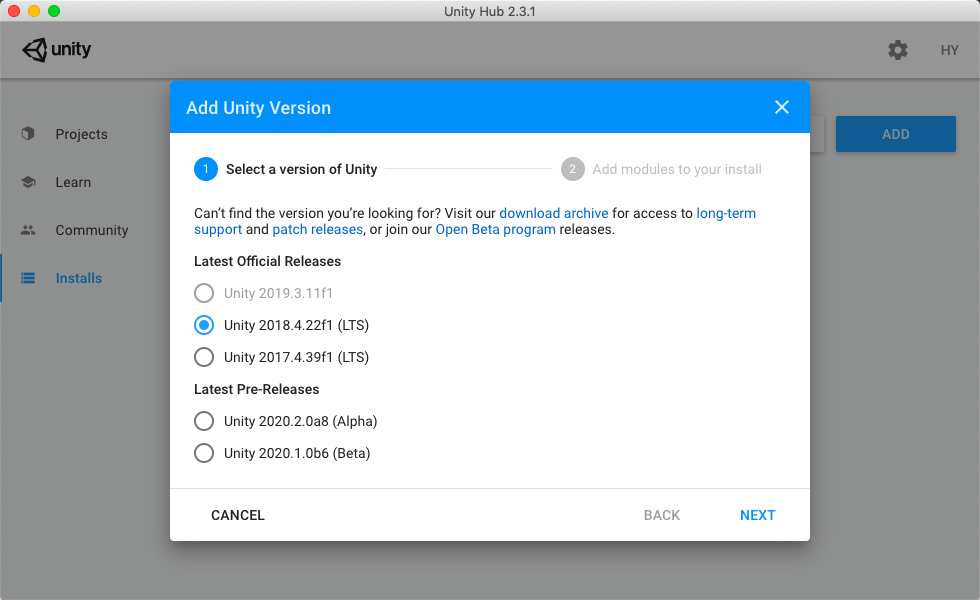 Unity Hub 2.3.1
unity
HY
Projects
Learn
Community
Installs
ADD
Add Unity Version
1 Select a version of Unity
2 Add modules to your install
Can’t find the version you’re looking for? Visit our download archive for access to long-term
support and patch releases, or join our Open Beta program releases.
Latest Official Releases
Unity 2019.3.11f1
Unity 2018.4.22f1 (LTS)
Unity 2017.4.39f1 (LTS)
Latest Pre-Releases
Unity 2020.2.0a8 (Alpha)
Unity 2020.1.0b6 (Beta)
CANCEL
BACK
NEXT